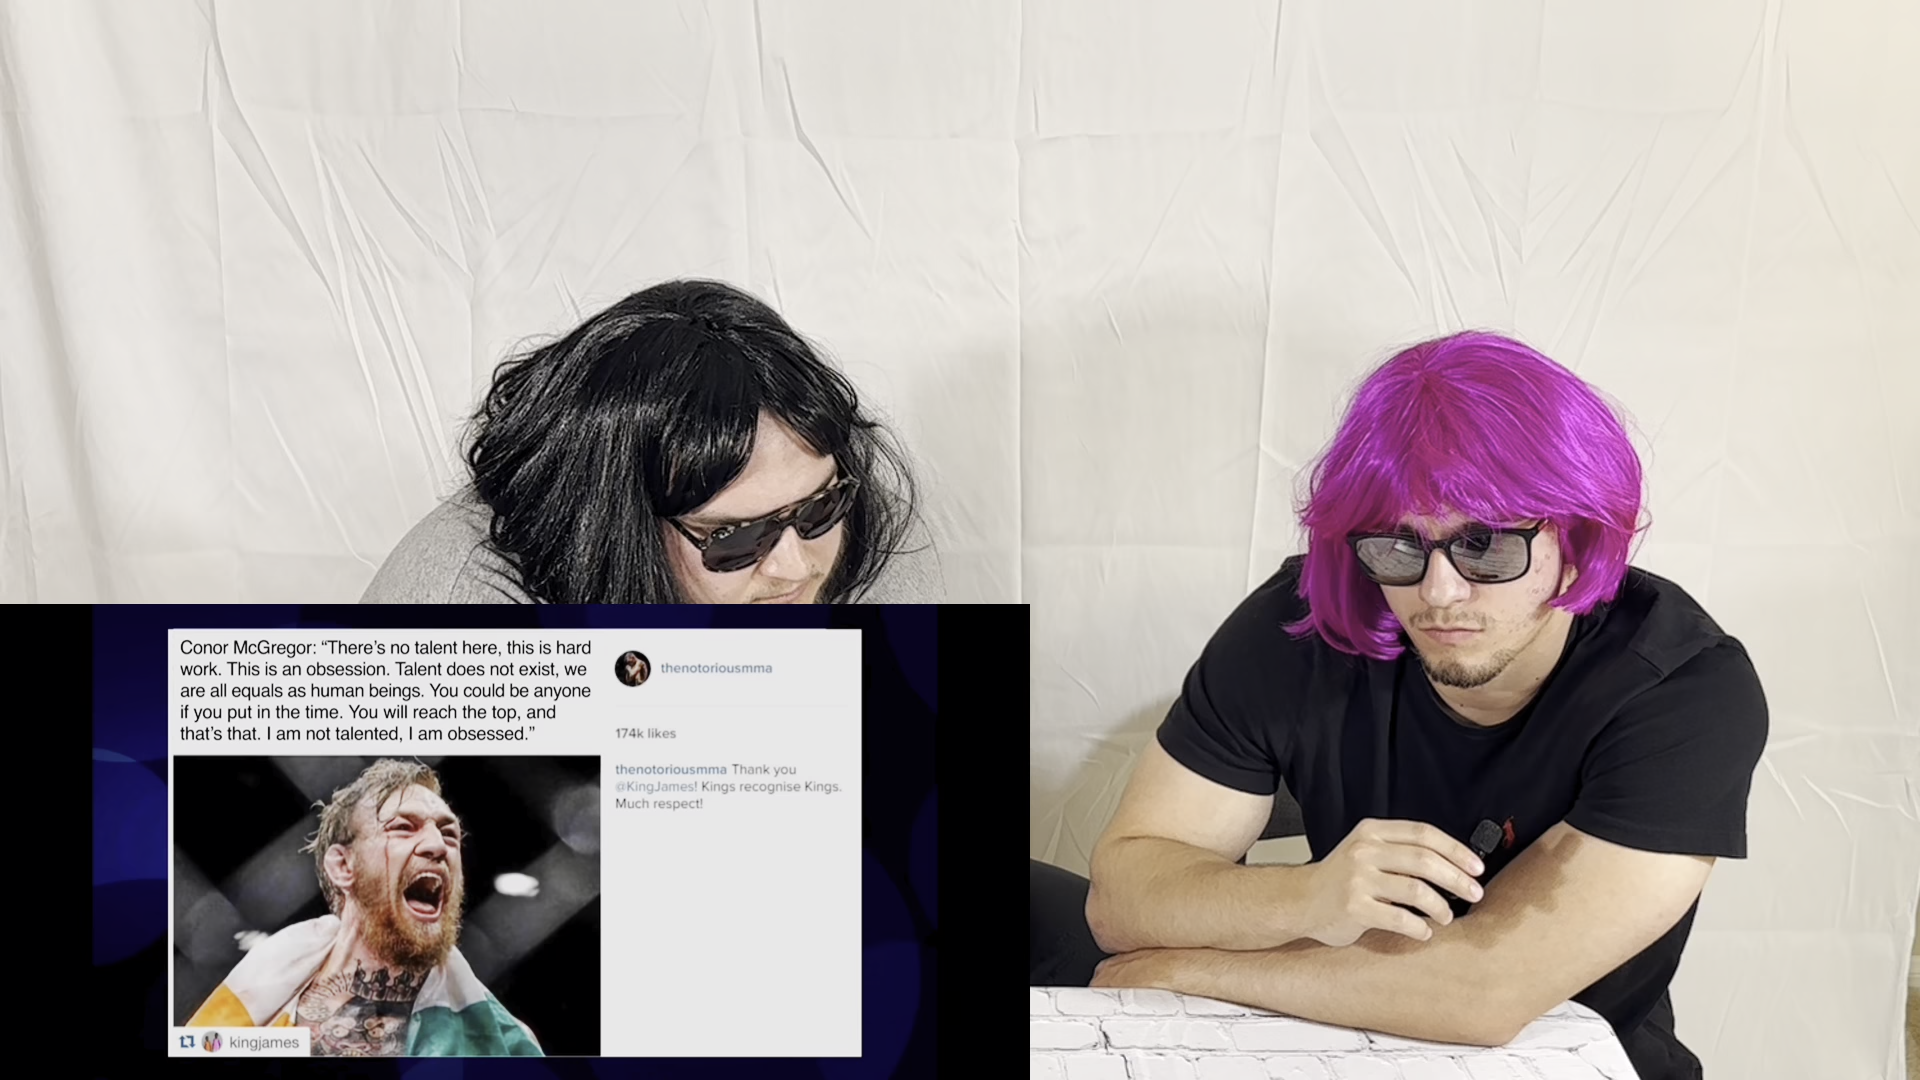 Conor McGregor: “There’s no talent here, this is hard
work. This is an obsession. Talent does not exist, we
are all equals as human beings. You could be anyone
if you put in the time. You will reach the top, and
that’s that. I am not talented, I am obsessed.”
kingjames
thenotoriousmma
174k likes
thenotoriousmma Thank you
@KingJames! Kings recognise Kings.
Much respect!